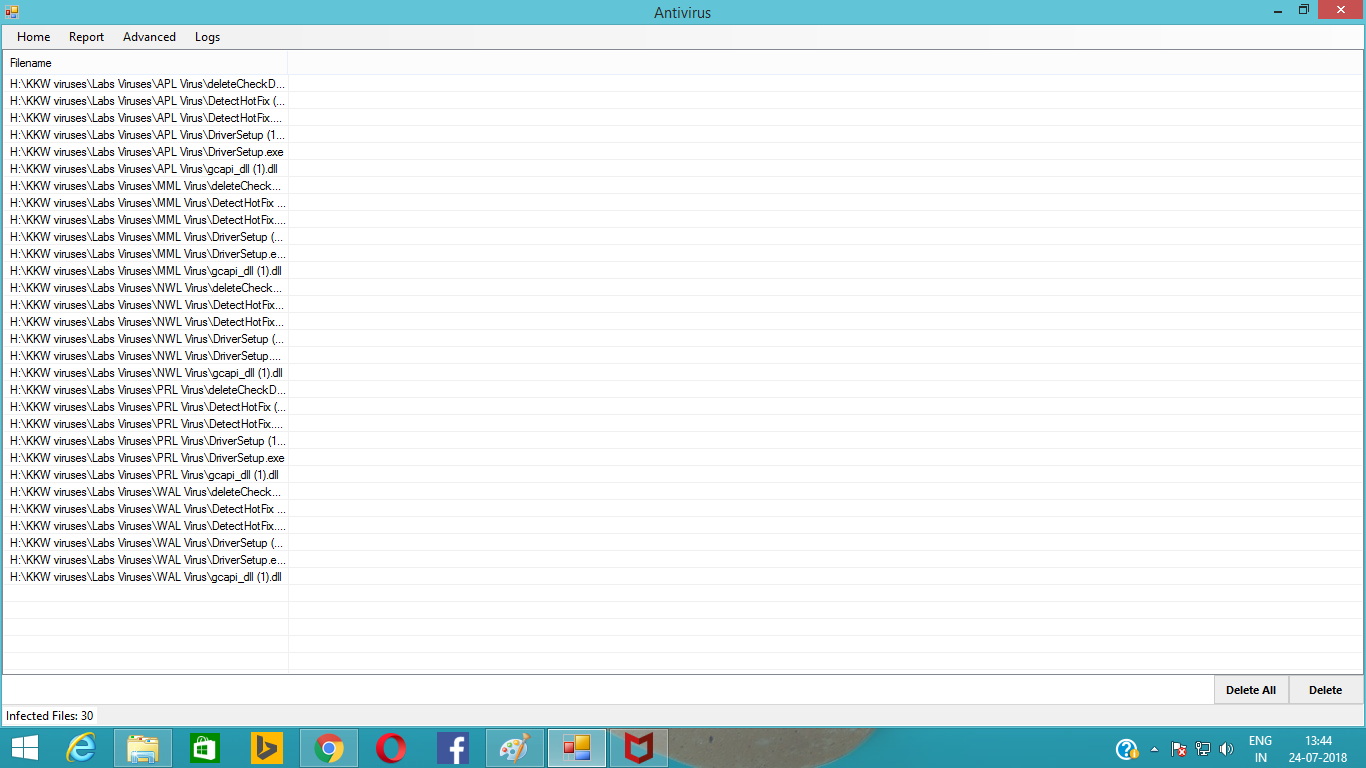 Antivirus
Home Report Advanced Logs
Filename
H:\KKW viruses\Labs Viruses\APL Virus\deleteCheckD...
H:\KKW viruses\Labs Viruses\APL Virus\DetectHotFix (...
H:\KKW viruses\Labs Viruses\APL Virus\DetectHotFix....
H:\KKW viruses\Labs Viruses\APL Virus\DriverSetup (1...
H:\KKW viruses\Labs Viruses\APL Virus\DriverSetup.exe
H:\KKW viruses\Labs Viruses\APL Virus\gcapi_dll (1).dll
H:\KKW viruses\Labs Viruses\MML Virus\deleteCheck...
H:\KKW viruses\Labs Viruses\MML Virus\DetectHotFix ...
H:\KKW viruses\Labs Viruses\MML Virus\DetectHotFix....
H:\KKW viruses\Labs Viruses\MML Virus\DriverSetup (...
H:\KKW viruses\Labs Viruses\MML Virus\DriverSetup.e...
H:\KKW viruses\Labs Viruses\MML Virus\gcapi_dll (1).dll
H:\KKW viruses\Labs Viruses\NWL Virus\deleteCheck...
H:\KKW viruses\Labs Viruses\NWL Virus\DetectHotFix...
H:\KKW viruses\Labs Viruses\NWL Virus\DetectHotFix...
H:\KKW viruses\Labs Viruses\NWL Virus\DriverSetup (...
H:\KKW viruses\Labs Viruses\NWL Virus\DriverSetup....
H:\KKW viruses\Labs Viruses\NWL Virus\gcapi_dll (1).dll
H:\KKW viruses\Labs Viruses\PRL Virus\deleteCheckD...
H:\KKW viruses\Labs Viruses\PRL Virus\DetectHotFix (...
H:\KKW viruses\Labs Viruses\PRL Virus\DetectHotFix....
H:\KKW viruses\Labs Viruses\PRL Virus\DriverSetup (1...
H:\KKW viruses\Labs Viruses\PRL Virus\DriverSetup.exe
H:\KKW viruses\Labs Viruses\PRL Virus\gcapi_dll (1).dll
H:\KKW viruses\Labs Viruses\WAL Virus\deleteCheck...
H:\KKW viruses\Labs Viruses\WAL Virus\DetectHotFix ...
H:\KKW viruses\Labs Viruses\WAL Virus\DetectHotFix....
H:\KKW viruses\Labs Viruses\WAL Virus\DriverSetup (...
H:\KKW viruses\Labs Viruses\WAL Virus\DriverSetup.e...
H:\KKW viruses\Labs Viruses\WAL Virus\gcapi_dll (1).dll
Delete All Delete
Infected Files: 30
ENG 13:44
IN 24-07-2018